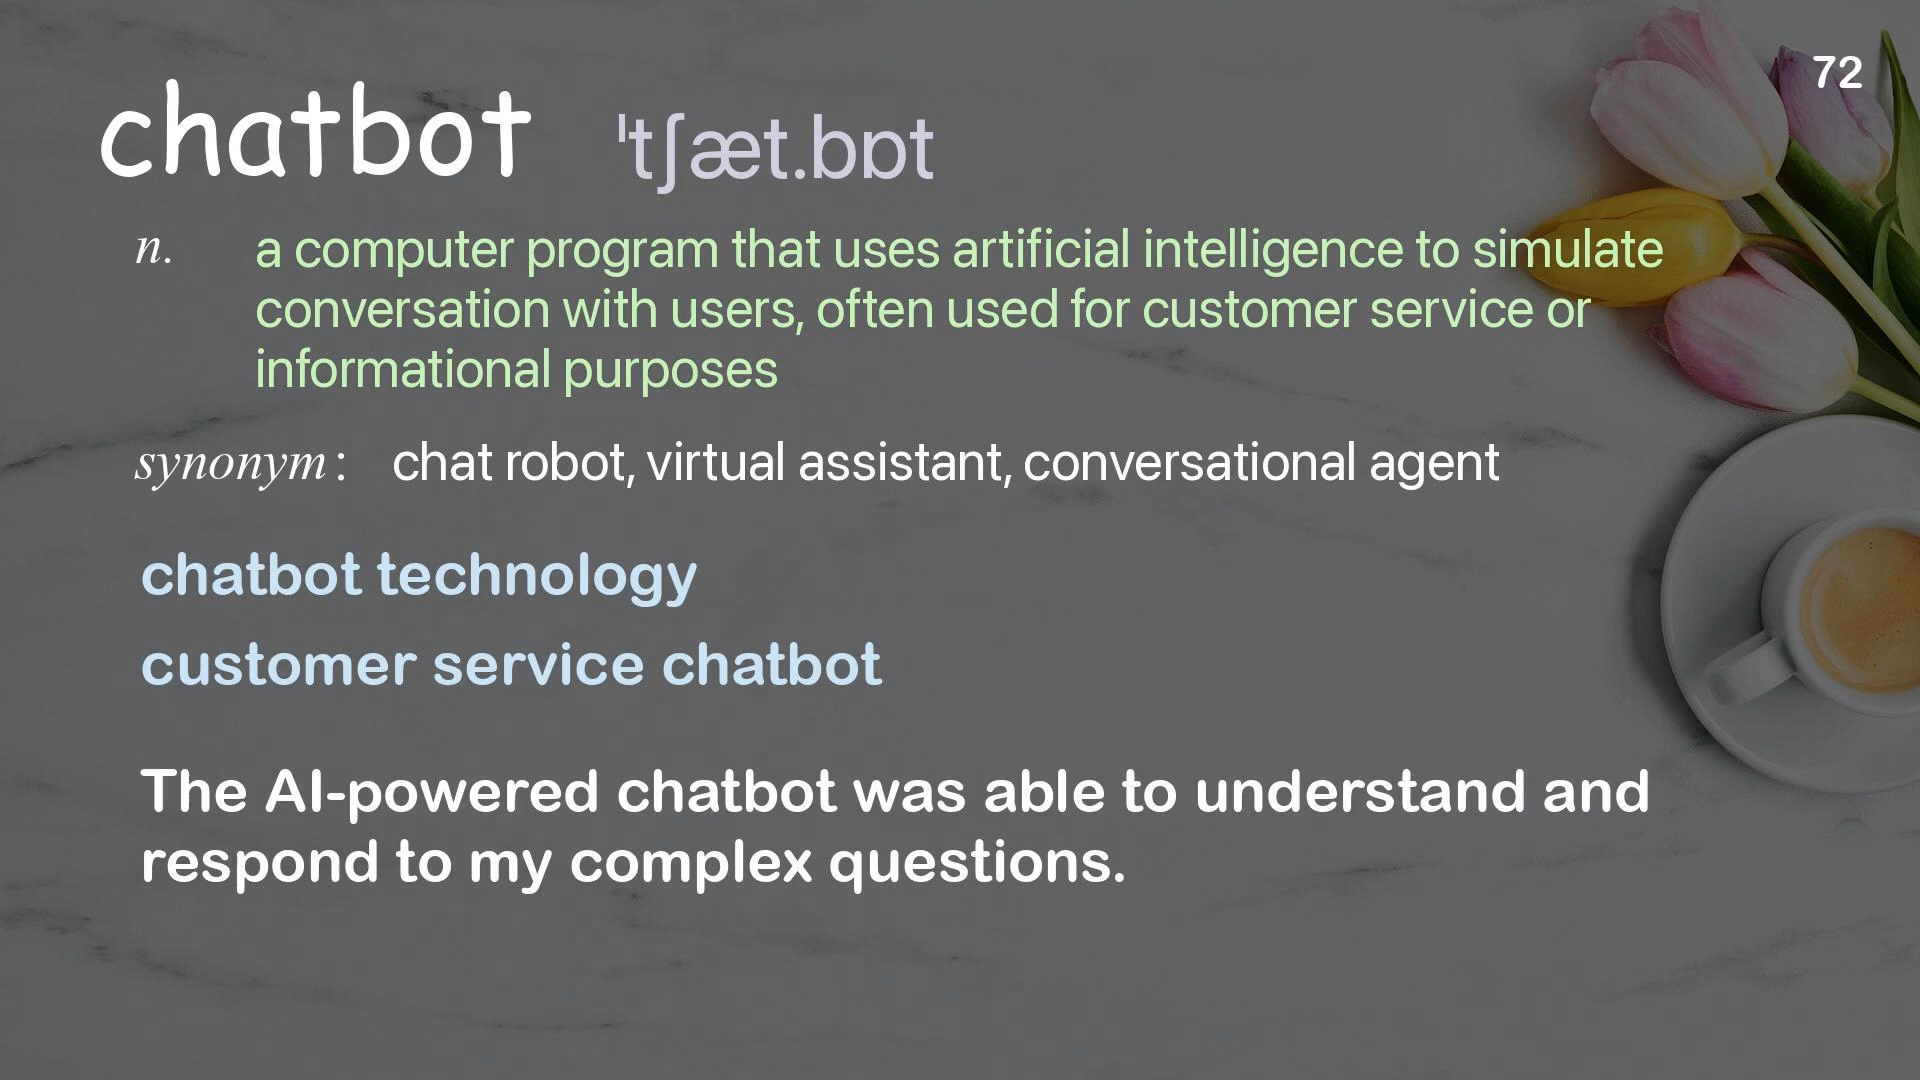 72
chatbot ˈtʃæt.bɒt
n. a computer program that uses artificial intelligence to simulate
conversation with users, often used for customer service or
informational purposes
synonym: chat robot, virtual assistant, conversational agent
chatbot technology
customer service chatbot
The AI-powered chatbot was able to understand and
respond to my complex questions.